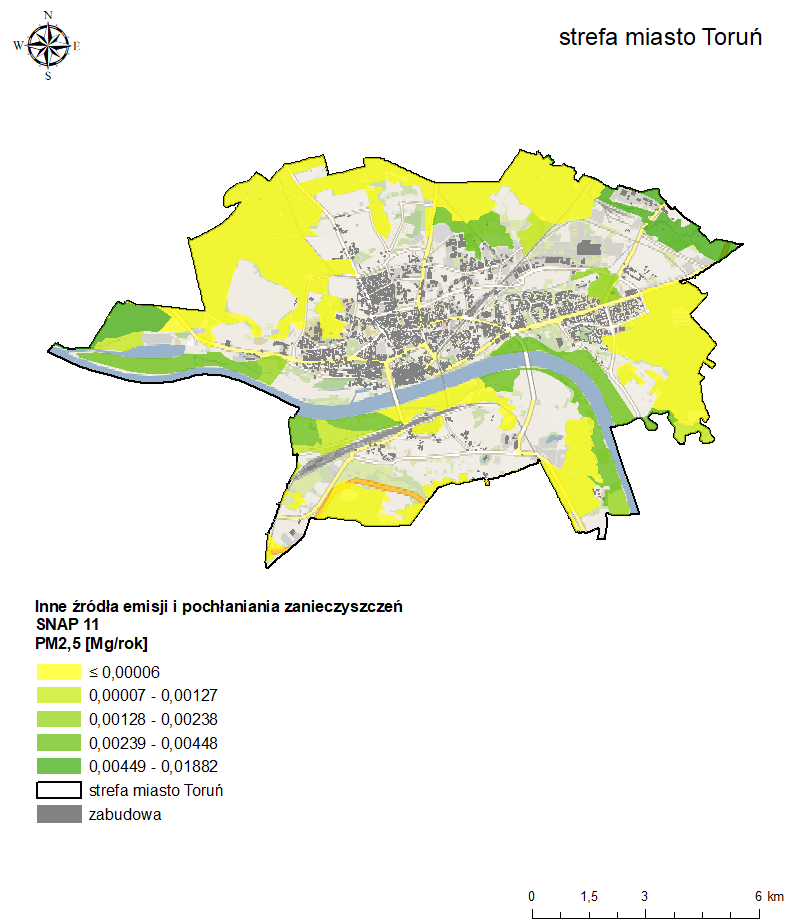 N
W E
S
strefa miasto Toruń
Inne źródła emisji i pochłaniania zanieczyszczeń
SNAP 11
PM2,5 [Mg/rok]
≤ 0,00006
0,00007 - 0,00127
0,00128 - 0,00238
0,00239 - 0,00448
0,00449 - 0,01882
strefa miasto Toruń
zabudowa
0 1,5 3 6 km